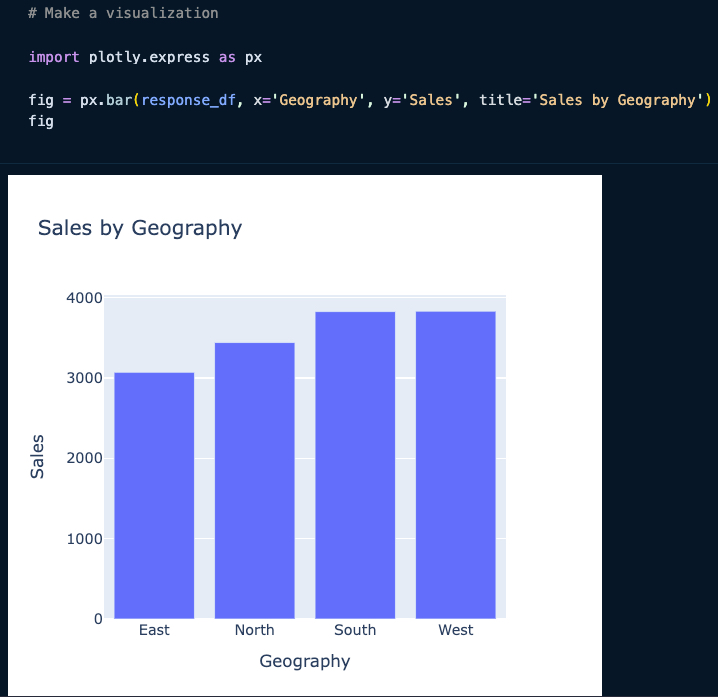 # Make a visualization
import plotly.express as px
fig = px.bar(response_df, x='Geography', y='Sales', title='Sales by Geography')
fig
Sales by Geography
4000
3000
2000
1000
0
Sales
East North South West
Geography